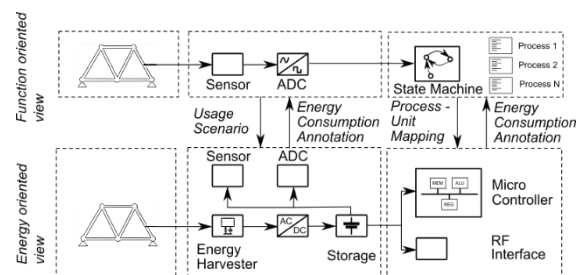 Function oriented
view
Sensor
ADC
State Machine
Process 1
Process 2
Process N
Usage
Scenario
Energy
Consumption
Annotation
Process -
Unit
Mapping
Energy
Consumption
Annotation
Energy oriented
view
Sensor
ADC
Energy
Harvester
AC
DC
Storage
MEM
ALU
REG
Micro
Controller
RF
Interface